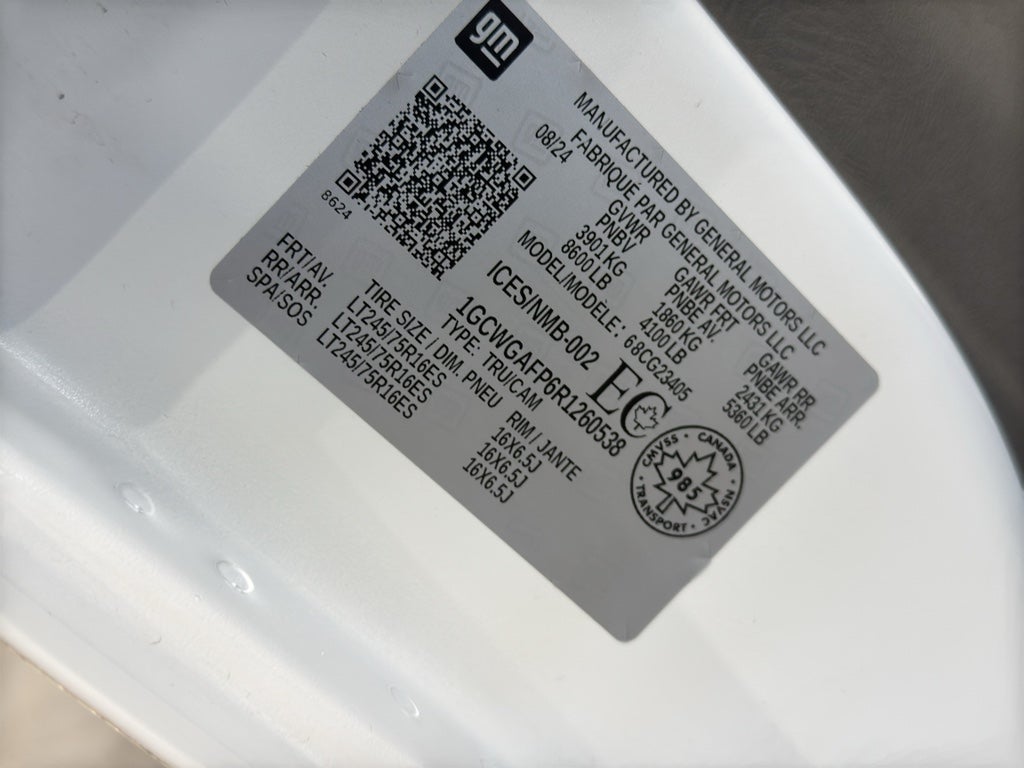 gm
MANUFACTURED BY GENERAL MOTORS LLC
08/24 FABRIQUE PAR GENERAL MOTORS LLC
GVWR GAWR FRT GAWR RR
PNBV PNBE AV. PNBE ARR.
3901 KG 1860 KG 2431 KG
8600 LB 4100 LB 5360 LB
MODEL/MODÈLE: 68CG23405
8624
ICES/NMB-002 EC
1GCWGAFP6R1260538
TYPE: TRU/CAM
TIRE SIZE / DIM. PNEU RIM / JANTE
FRT/AV. LT245/75R16ES 16X6.5J
RR/ARR. LT245/75R16ES 16X6.5J
SPA/SOS LT245/75R16ES 16X6.5J
CMVSS • CANADA • NSVAC • TRANSPORT •
985